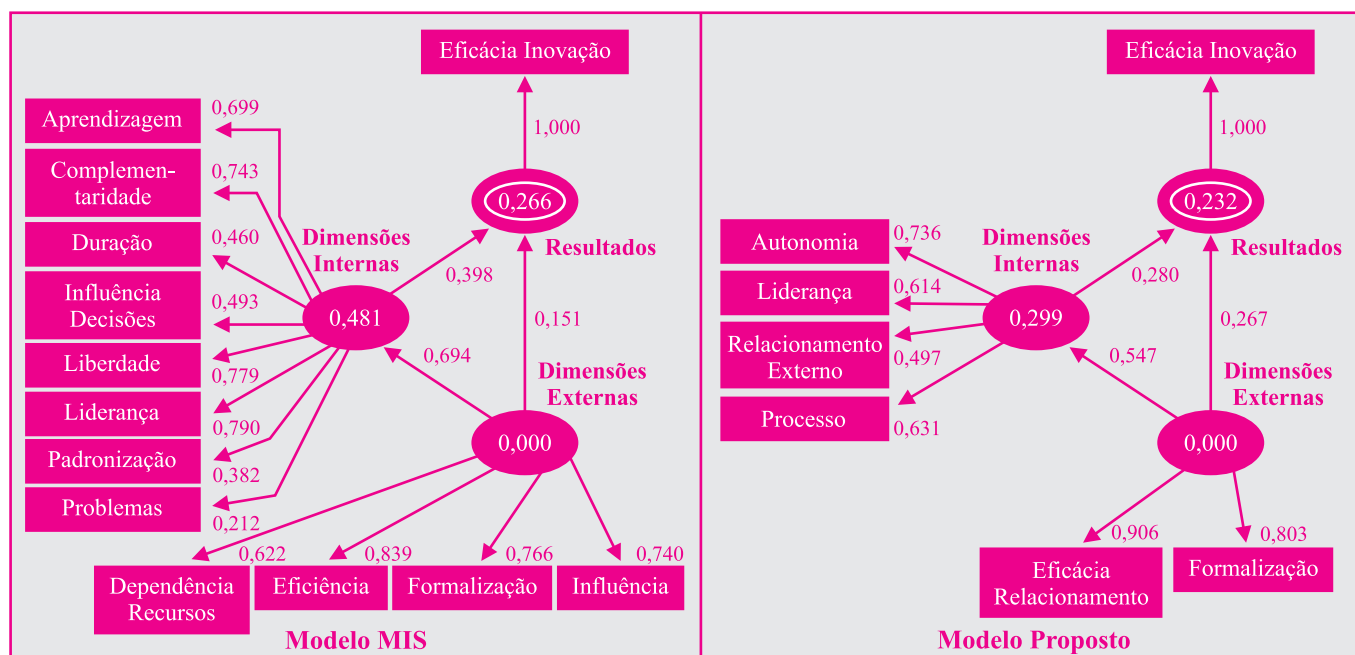 Eficácia Inovação
1,000
0,266
Resultados
Aprendizagem
0,699
Complemen-
taridade
0,743
Duração
0,460
Influência
Decisões
0,493
Liberdade
0,779
Liderança
0,790
Padronização
0,382
Problemas
0,212
Dimensões
Internas
0,481
0,398
0,151
0,694
Dimensões
Externas
0,000
0,622
0,839
0,766
0,740
Dependência
Recursos
Eficiência
Formalização
Influência
Modelo MIS
Eficácia Inovação
1,000
0,232
Resultados
Autonomia
0,736
Liderança
0,614
Relacionamento
Externo
0,497
Processo
0,631
Dimensões
Internas
0,299
0,280
0,267
0,547
Dimensões
Externas
0,000
0,906
0,803
Eficácia
Relacionamento
Formalização
Modelo Proposto